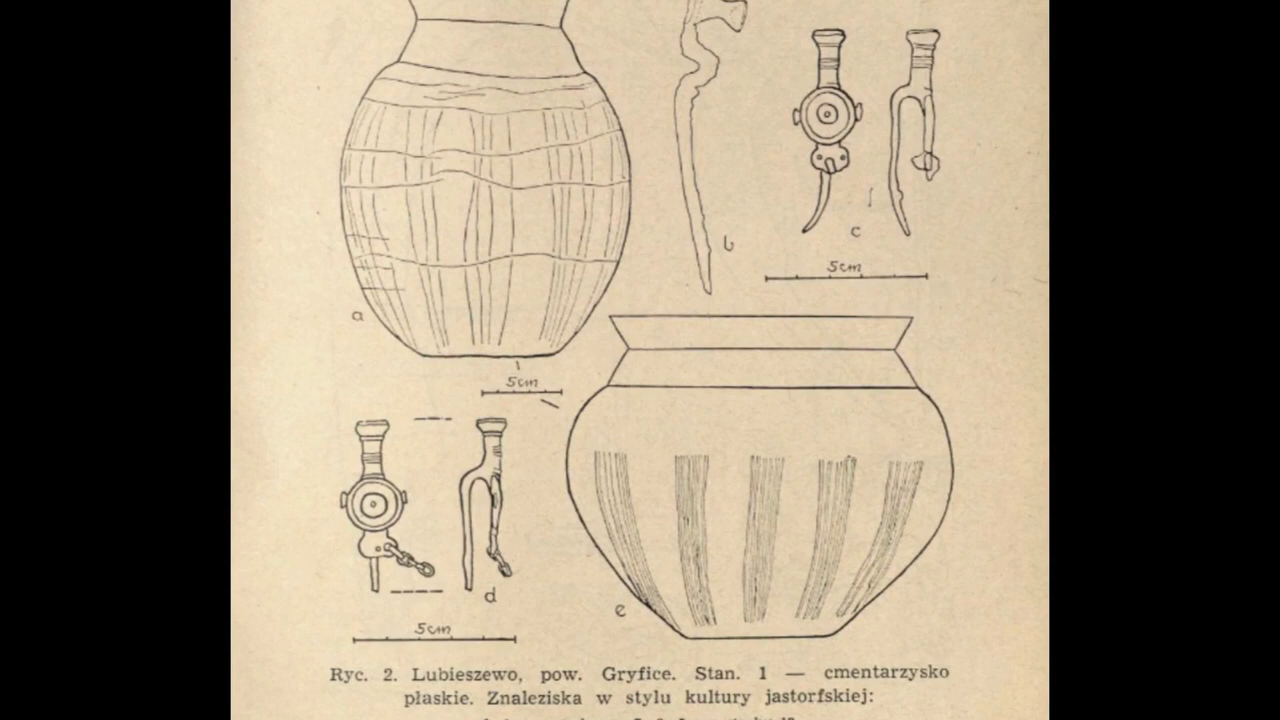 b
c
5cm
a
5cm
d
e
5cm
Ryc. 2. Lubieszewo, pow. Gryfice. Stan. 1 — cmentarzysko
płaskie. Znaleziska w stylu kultury jastorfskiej: